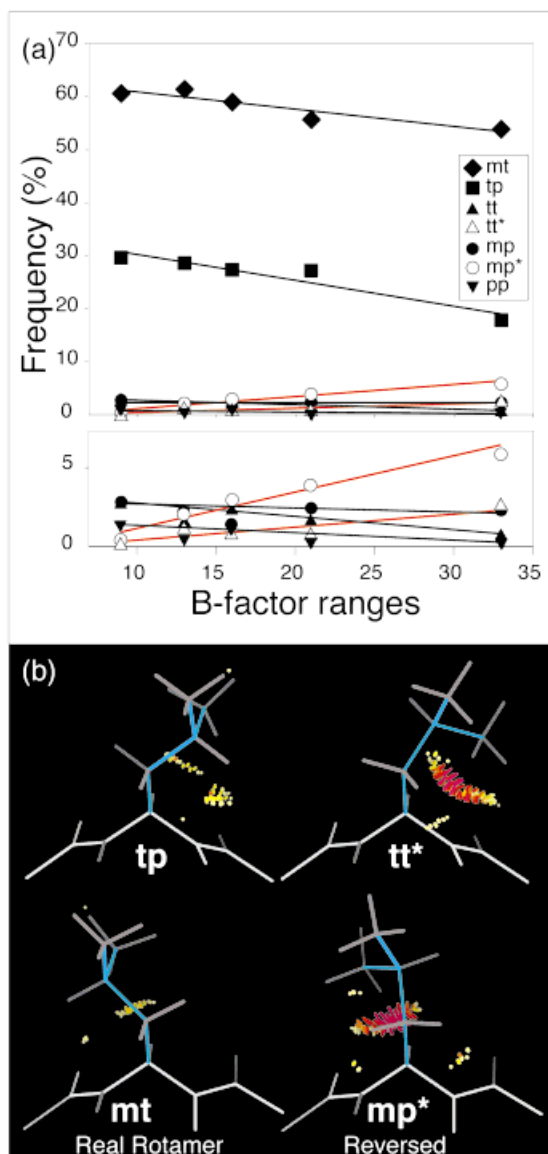 (a)
70
60
50
40
30
20
10
0
Frequency (%)
mt
tp
tt
tt*
mp
mp*
pp
5
0
10 15 20 25 30 35
B-factor ranges
(b)
tp tt*
mt mp*
Real Rotamer Reversed